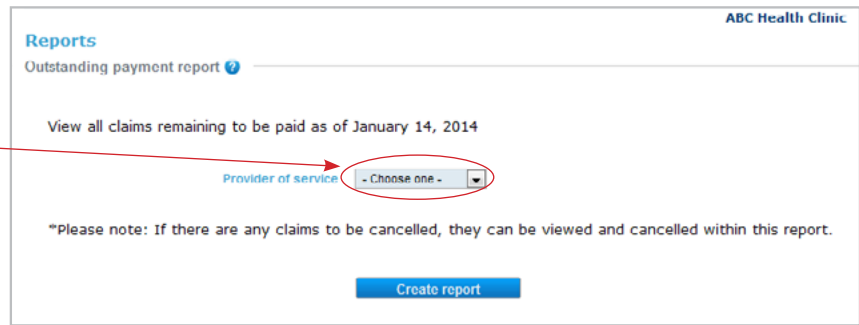 ABC Health Clinic
Reports
Outstanding payment report ?
View all claims remaining to be paid as of January 14, 2014
Provider of service - Choose one -
*Please note: If there are any claims to be cancelled, they can be viewed and cancelled within this report.
Create report